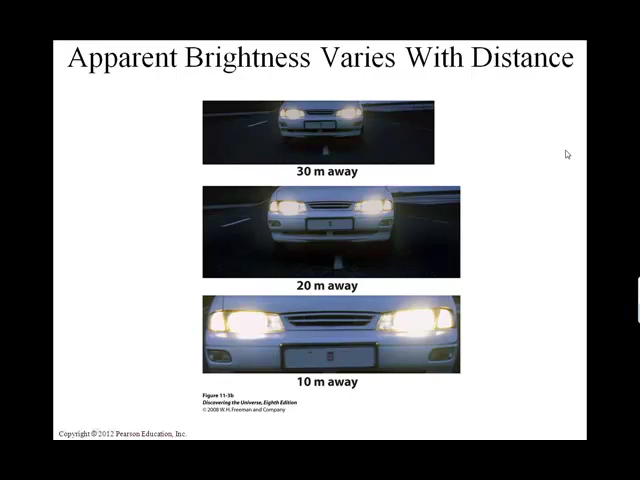 Apparent Brightness Varies With Distance
30 m away
20 m away
10 m away
Figure 11-3b
Discovering the Universe, Eighth Edition
© 2008 W. H. Freeman and Company
Copyright © 2012 Pearson Education, Inc.